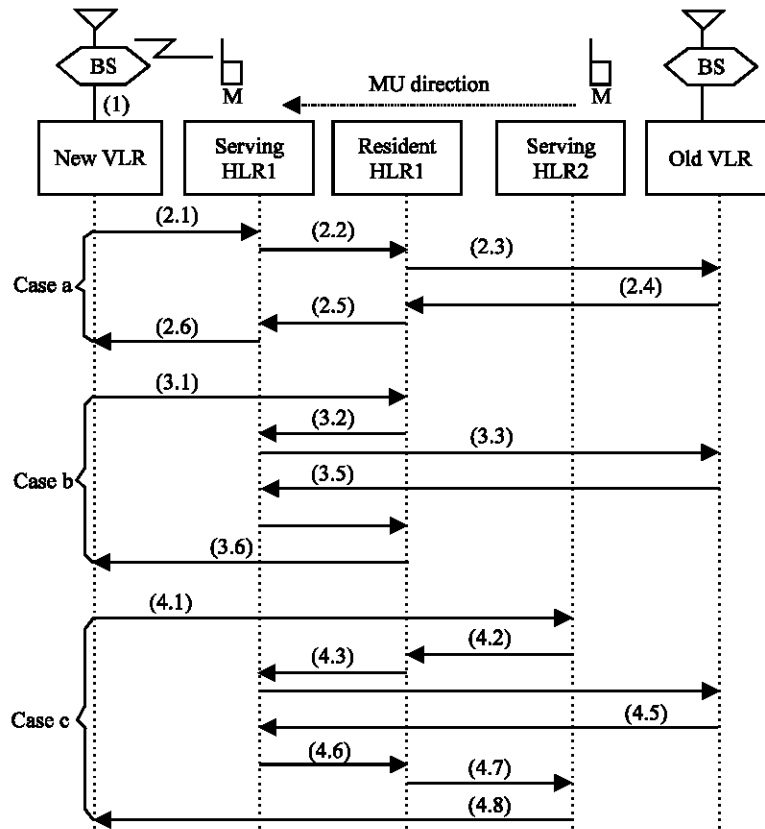 BS
BS
MU direction
M
M
(1)
New VLR
Serving
HLR1
Resident
HLR1
Serving
HLR2
Old VLR
(2.1)
(2.2)
(2.3)
(2.4)
Case a
(2.5)
(2.6)
(3.1)
(3.2)
(3.3)
Case b
(3.5)
(3.6)
(4.1)
(4.2)
(4.3)
Case c
(4.5)
(4.6)
(4.7)
(4.8)